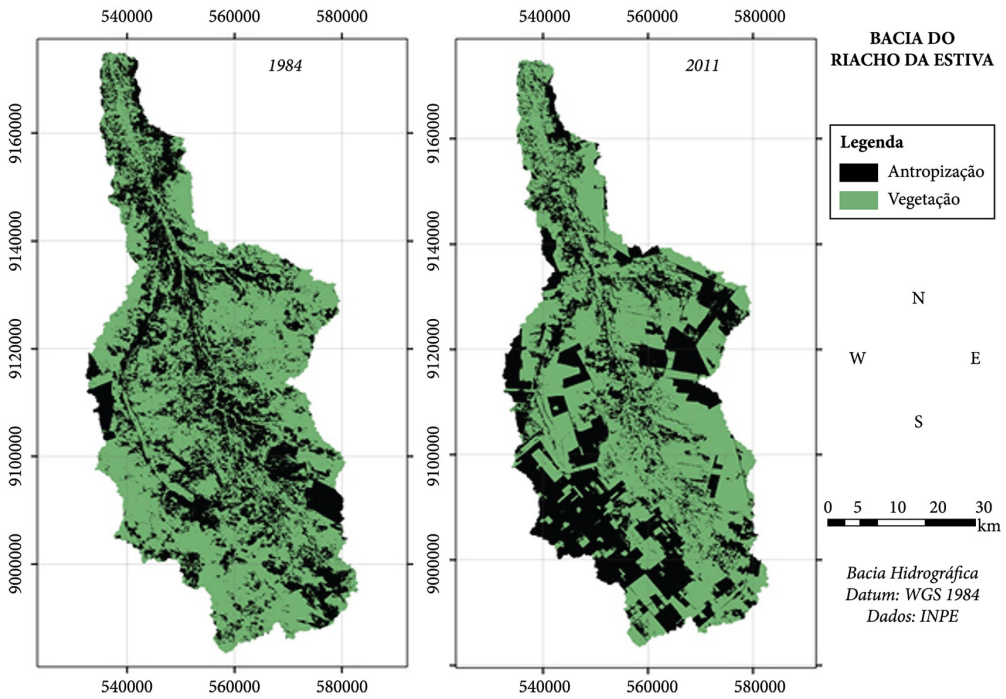 540000 560000 580000
540000 560000 580000
1984
2011
9160000
9140000
9120000
9100000
9000000
9160000
9140000
9120000
9100000
9000000
540000 560000 580000
540000 560000 580000
BACIA DO
RIACHO DA ESTIVA
Legenda
Antropização
Vegetação
N
W E
S
0 5 10 20 30
km
Bacia Hidrográfica
Datum: WGS 1984
Dados: INPE